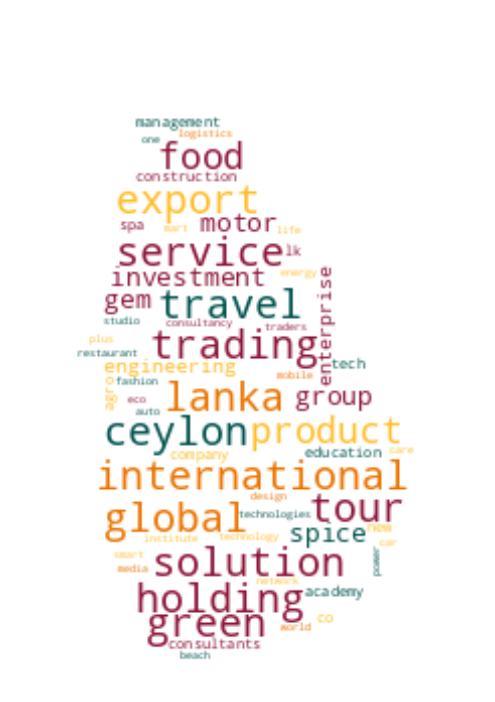 management
one logistics
food
construction
export
spa mart motor life
service lk
investment energy
gem travel enterprise
studio consultancy traders
plus trading
restaurant
engineering tech
agro fashion mobile
eco lanka group
auto
ceylon product
company education care
international
design
global technologies tour
institute technology spice new
smart solution car
media power
network
holding academy
green world co
consultants
beach